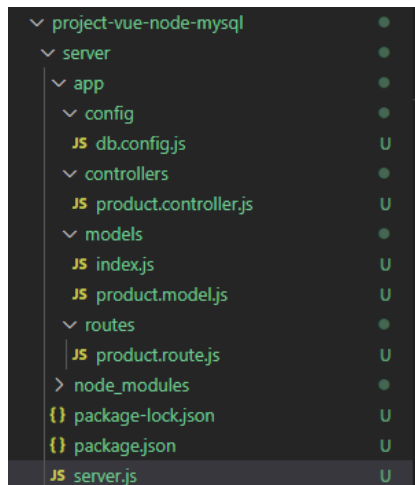 project-vue-node-mysql
server
app
config
JS db.config.js U
controllers
JS product.controller.js U
models
JS index.js U
JS product.model.js U
routes
JS product.route.js U
node_modules
{} package-lock.json U
{} package.json U
JS server.js U